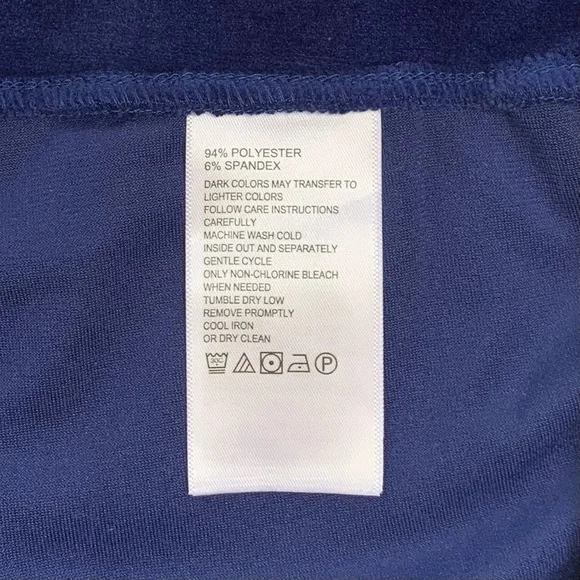 94% POLYESTER
6% SPANDEX
DARK COLORS MAY TRANSFER TO
LIGHTER COLORS
FOLLOW CARE INSTRUCTIONS
CAREFULLY
MACHINE WASH COLD
INSIDE OUT AND SEPARATELY
GENTLE CYCLE
ONLY NON-CHLORINE BLEACH
WHEN NEEDED
TUMBLE DRY LOW
REMOVE PROMPTLY
COOL IRON
OR DRY CLEAN
30C P